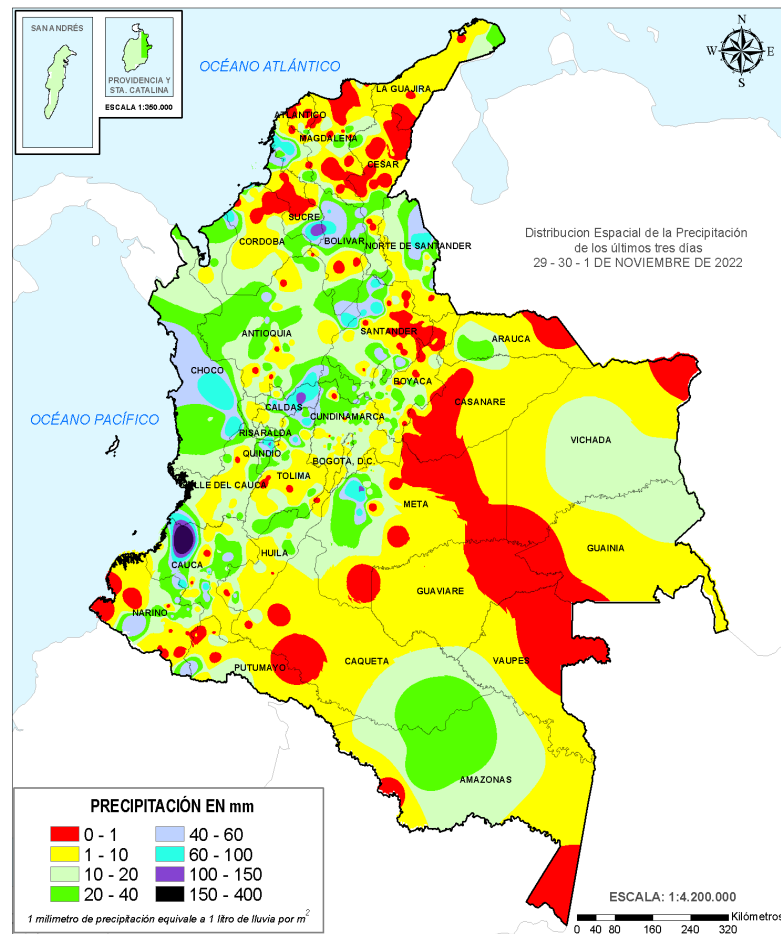 SAN ANDRÉS
PROVIDENCIA Y
STA. CATALINA
ESCALA 1:350.000
OCÉANO ATLÁNTICO
N
W
E
S
LA GUAJIRA
ATLANTICO
MAGDALENA
CESAR
SUCRE
BOLIVAR
CORDOBA
NORTE DE SANTANDER
Distribucion Espacial de la Precipitación
de los últimos tres días
29 - 30 - 1 DE NOVIEMBRE DE 2022
ANTIOQUIA
SANTANDER
ARAUCA
CHOCO
BOYACA
CASANARE
OCÉANO PACÍFICO
CALDAS
CUNDINAMARCA
RISARALDA
VICHADA
QUINDIO
BOGOTA, D.C.
TOLIMA
VALLE DEL CAUCA
META
CAUCA
HUILA
GUAINIA
GUAVIARE
NARIÑO
PUTUMAYO
CAQUETA
VAUPES
AMAZONAS
PRECIPITACIÓN EN mm
0 - 1
40 - 60
1 - 10
60 - 100
10 - 20
100 - 150
20 - 40
150 - 400
1 milimetro de precipitación equivale a 1 litro de lluvia por m²
ESCALA: 1:4.200.000
Kilómetros
0 40 80 160 240 320